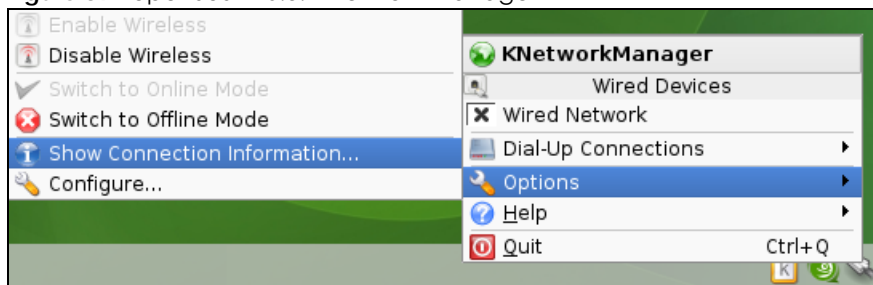 Enable Wireless
Disable Wireless
Switch to Online Mode
Switch to Offline Mode
Show Connection Information...
Configure...
KNetworkManager
Wired Devices
Wired Network
Dial-Up Connections
Options
Help
Quit Ctrl+Q